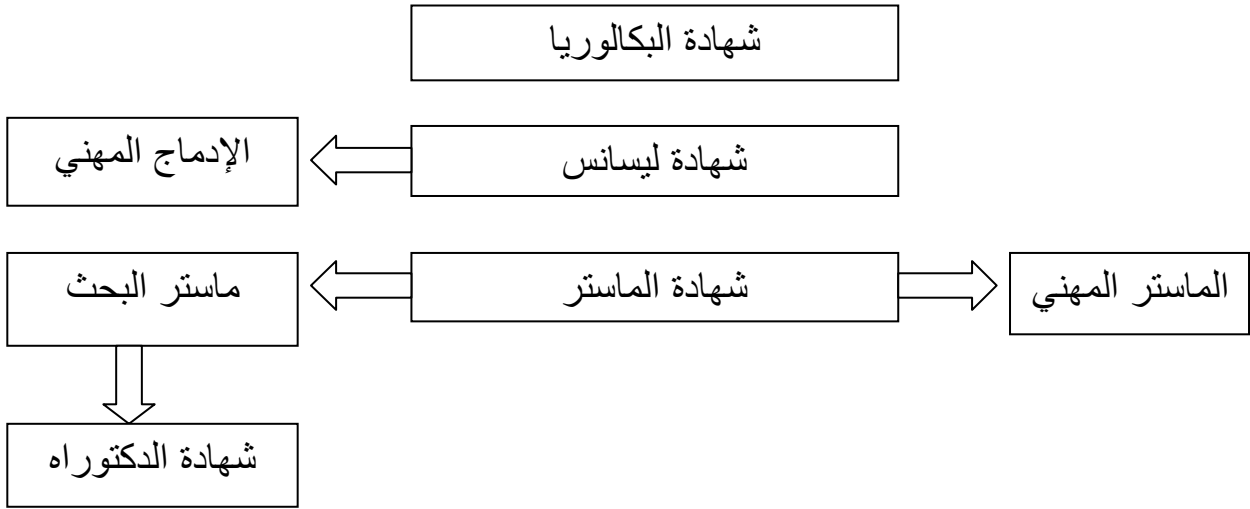 شهادة البكالوريا
شهادة ليسانس
الإدماج المهني
الماستر المهني
شهادة الماستر
ماستر البحث
شهادة الدكتوراه